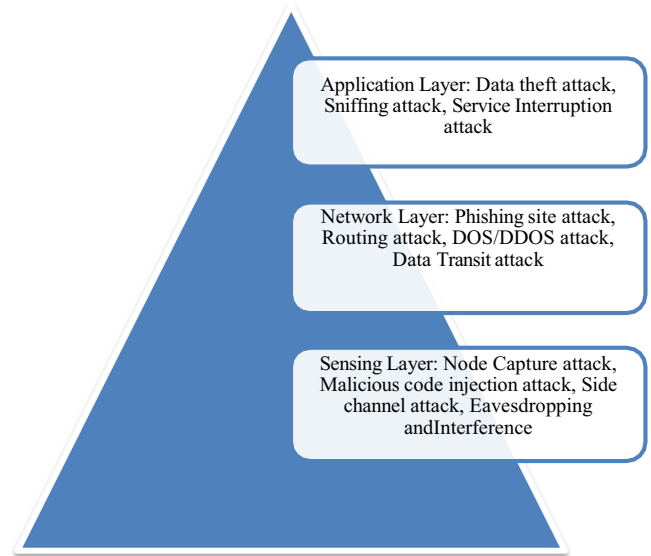 Application Layer: Data theft attack,
Sniffing attack, Service Interruption
attack
Network Layer: Phishing site attack,
Routing attack, DOS/DDOS attack,
Data Transit attack
Sensing Layer: Node Capture attack,
Malicious code injection attack, Side
channel attack, Eavesdropping
andInterference